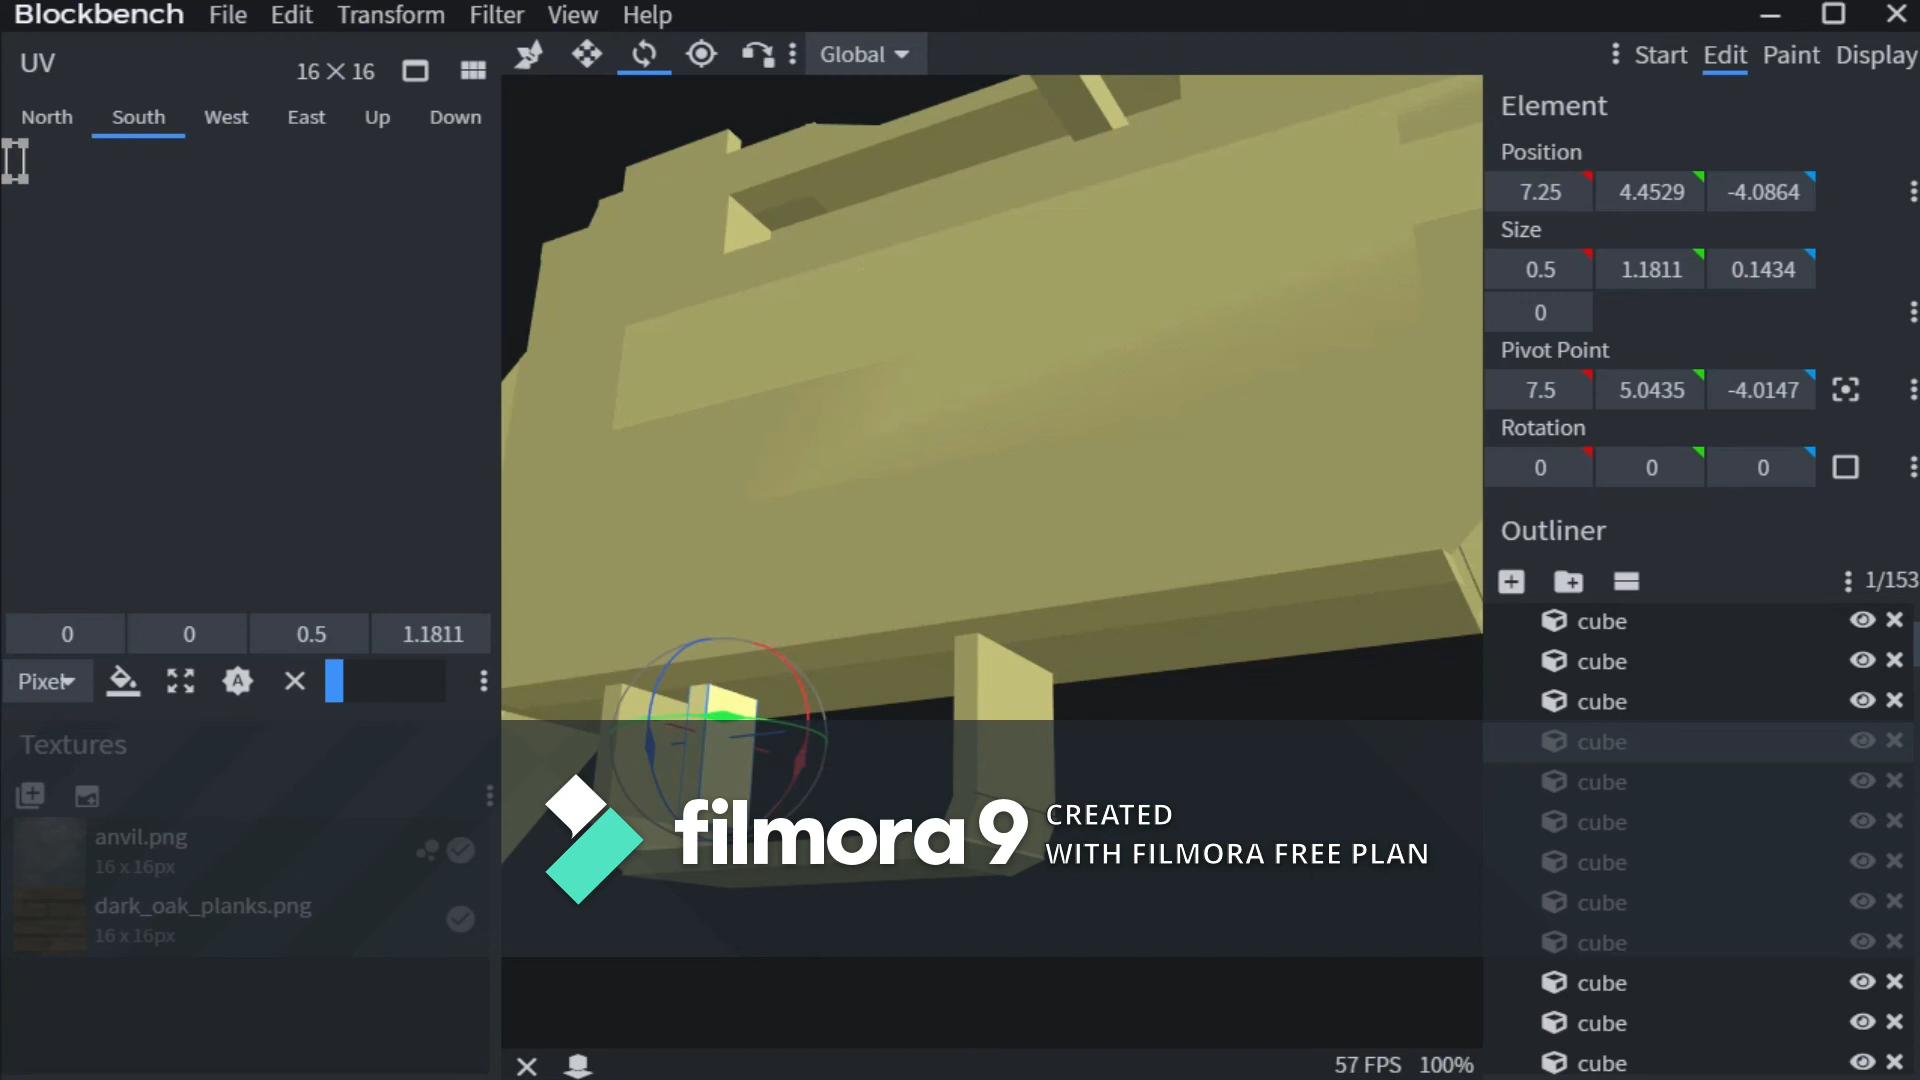 Blockbench File Edit Transform Filter View Help
UV
16×16
Global
Start Edit Paint Display
North South West East Up Down
Element
Position
7.25 4.4529 -4.0864
Size
0.5 1.1811 0.1434
0
Pivot Point
7.5 5.0435 -4.0147
Rotation
0 0 0
Outliner
1/153
cube
cube
cube
cube
cube
cube
cube
cube
cube
cube
cube
cube
0 0 0.5 1.1811
Pixel
Textures
anvil.png
16 x 16px
dark_oak_planks.png
16 x 16px
filmora 9
CREATED
WITH FILMORA FREE PLAN
57 FPS 100%